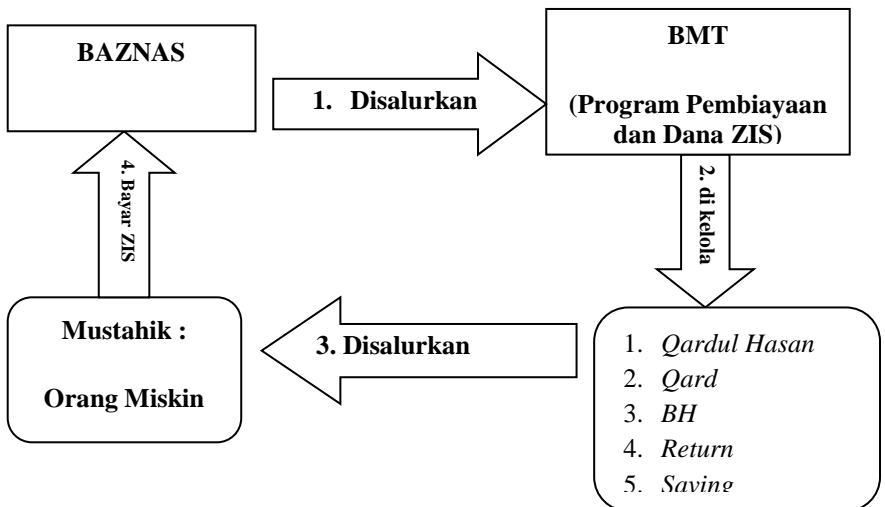 BAZNAS
1. Disalurkan
BMT
(Program Pembiayaan
dan Dana ZIS)
2. di kelola
1. Qardul Hasan
2. Qard
3. BH
4. Return
5. Saving
3. Disalurkan
Mustahik :
Orang Miskin
4. Bayar ZIS